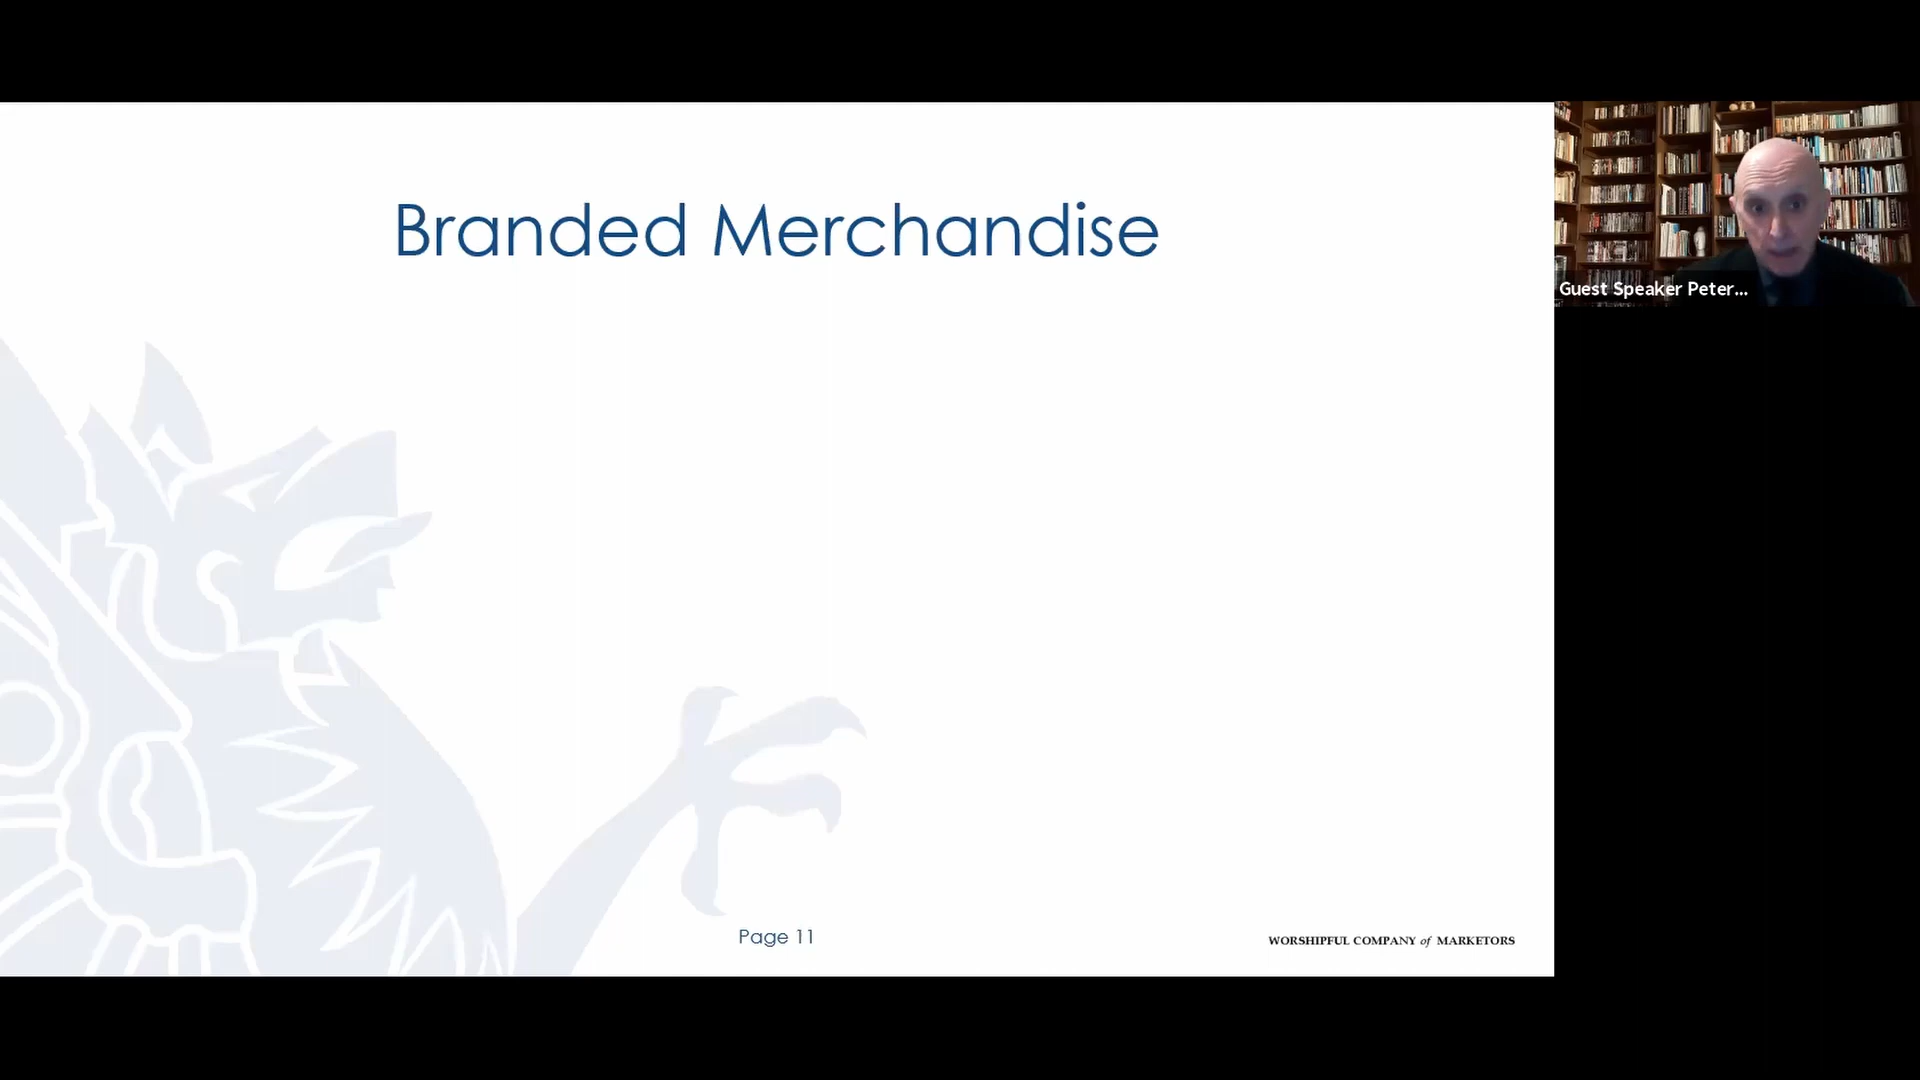 Branded Merchandise
Guest Speaker Peter...
Page 11
WORSHIPFUL COMPANY of MARKETORS